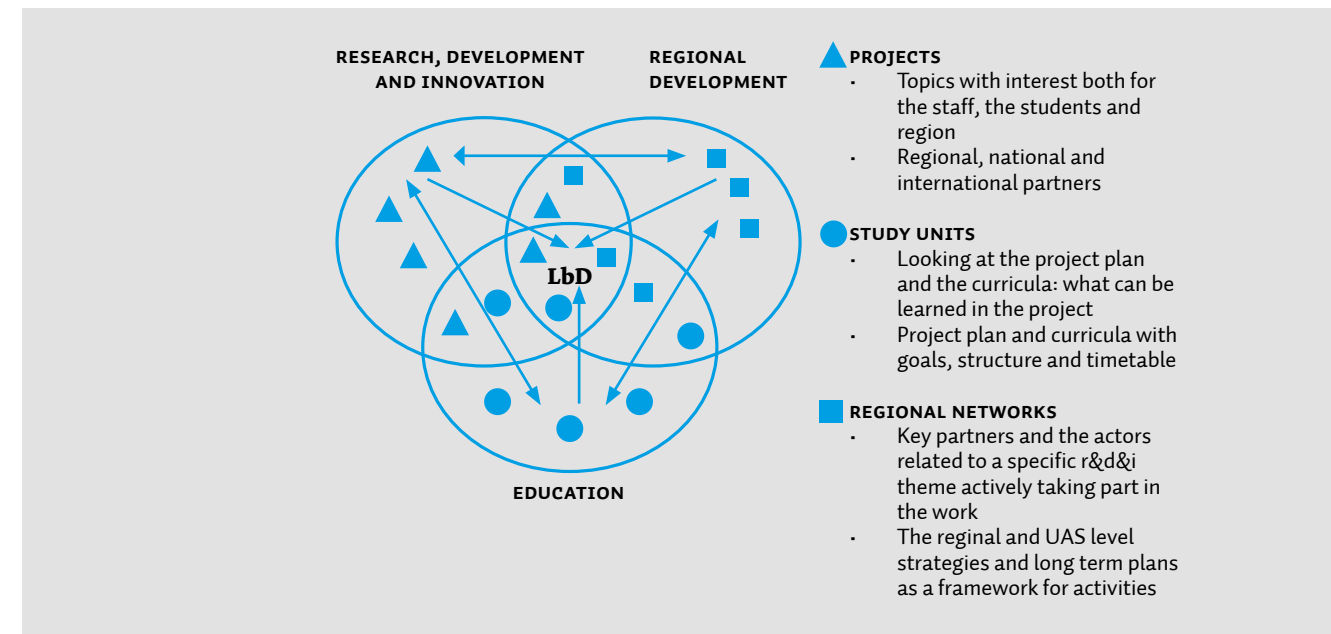 RESEARCH, DEVELOPMENT
AND INNOVATION
REGIONAL
DEVELOPMENT
LbD
EDUCATION
PROJECTS
· Topics with interest both for
the staff, the students and
region
· Regional, national and
international partners
STUDY UNITS
· Looking at the project plan
and the curricula: what can be
learned in the project
· Project plan and curricula with
goals, structure and timetable
REGIONAL NETWORKS
· Key partners and the actors
related to a specific r&d&i
theme actively taking part in
the work
· The reginal and UAS level
strategies and long term plans
as a framework for activities